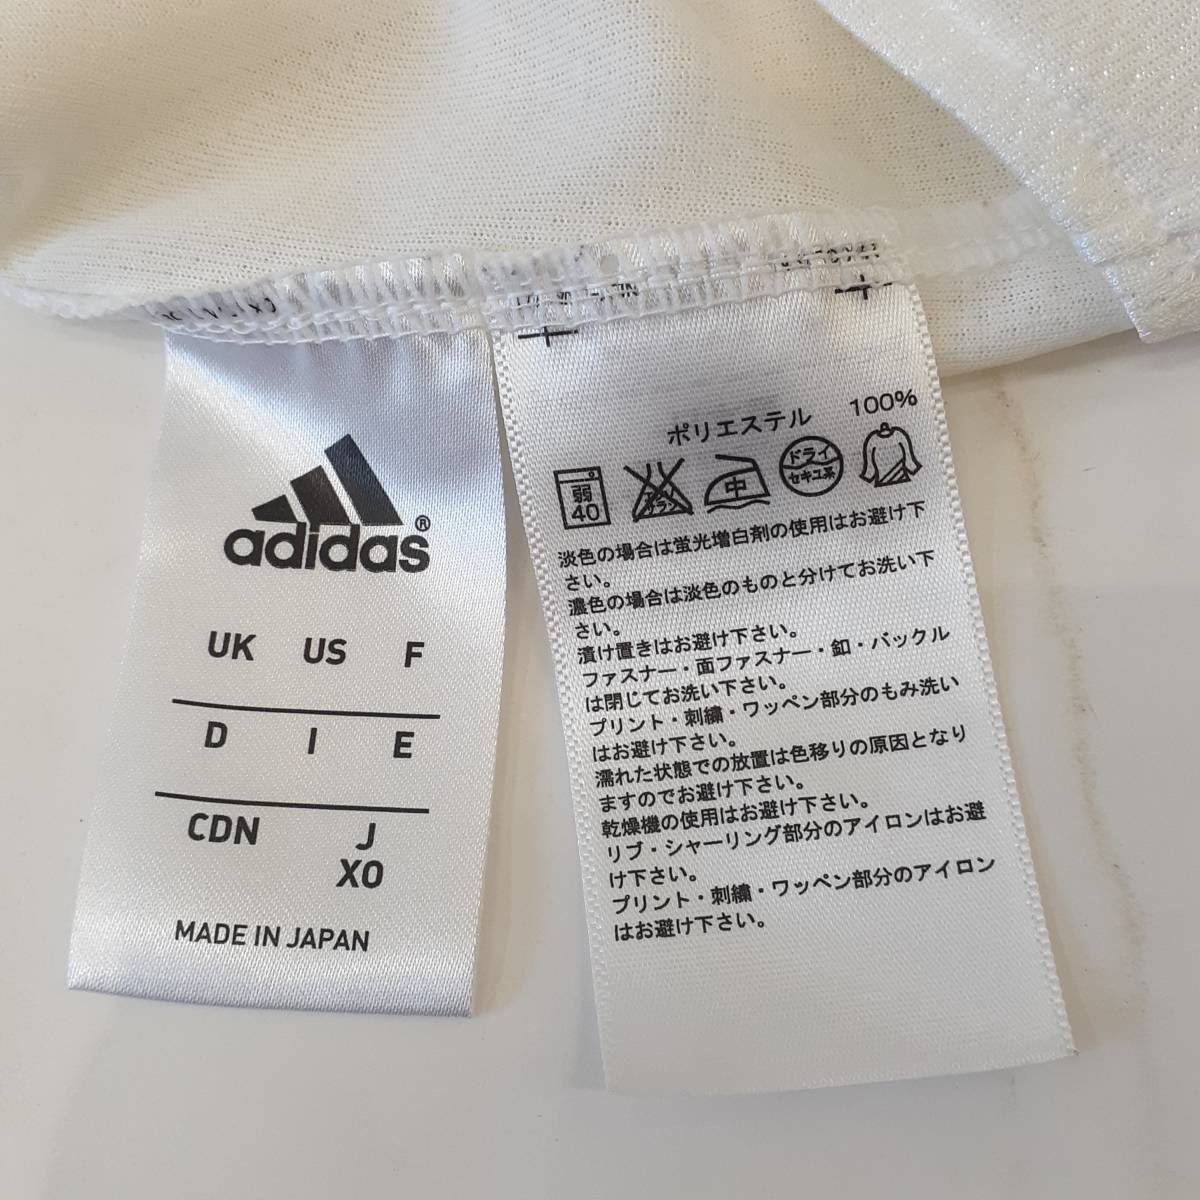 adidas®
UK US F
D I E
CDN J
XO
MADE IN JAPAN
ポリエステル 100%
弱 40 中 ドライ セキユ系
淡色の場合は蛍光増白剤の使用はお避け下
さい。
濃色の場合は淡色のものと分けてお洗い下
さい。
漬け置きはお避け下さい。
ファスナー・面ファスナー・釦・バックル
は閉じてお洗い下さい。
プリント・刺繍・ワッペン部分のもみ洗い
はお避け下さい。
濡れた状態での放置は色移りの原因となり
ますのでお避け下さい。
乾燥機の使用はお避け下さい。
リブ・シャーリング部分のアイロンはお避
け下さい。
プリント・刺繍・ワッペン部分のアイロン
はお避け下さい。